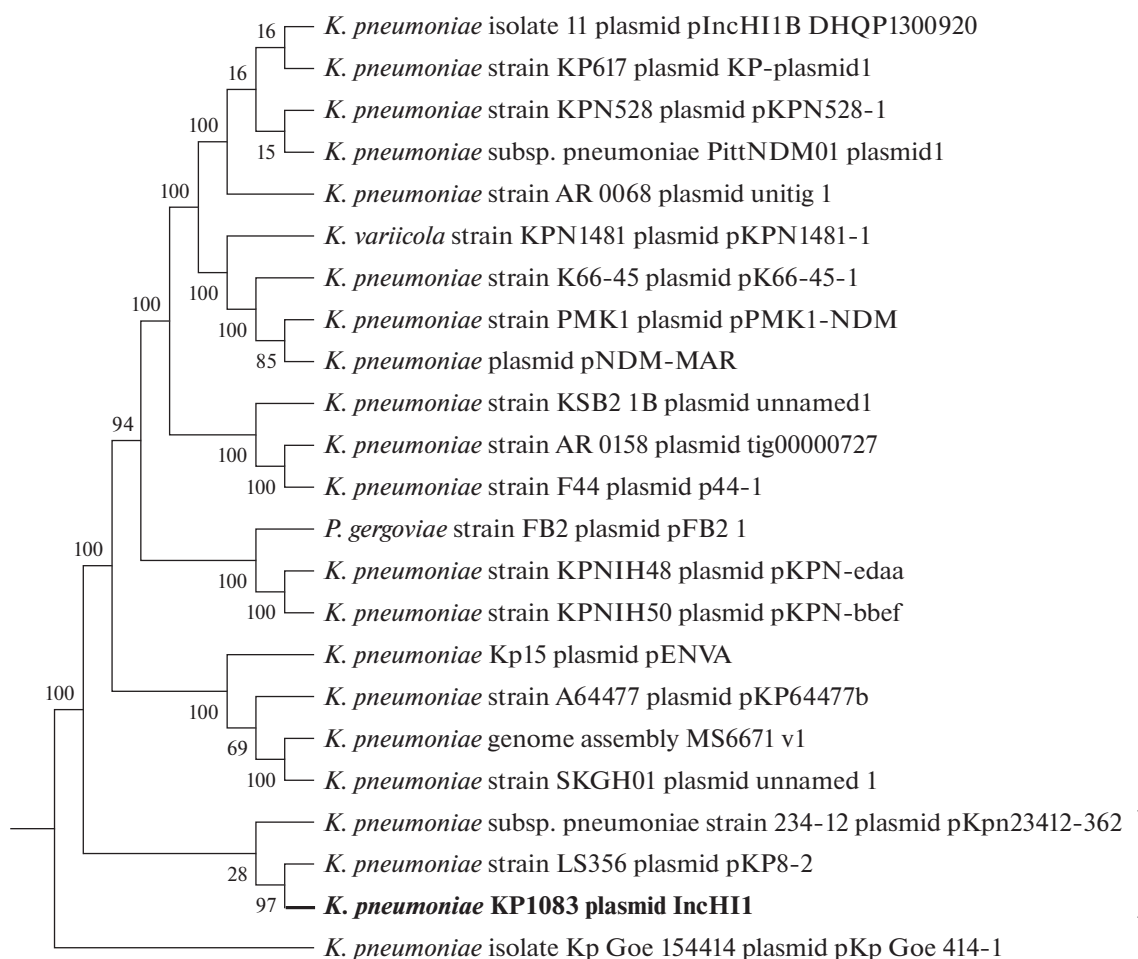 K. pneumoniae isolate 11 plasmid pIncHI1B DHQP1300920
16
K. pneumoniae strain KP617 plasmid KP-plasmid1
16
K. pneumoniae strain KPN528 plasmid pKPN528-1
100
15
K. pneumoniae subsp. pneumoniae PittNDM01 plasmid1
100
K. pneumoniae strain AR 0068 plasmid unitig 1
K. variicola strain KPN1481 plasmid pKPN1481-1
100
K. pneumoniae strain K66-45 plasmid pK66-45-1
100
100
K. pneumoniae strain PMK1 plasmid pPMK1-NDM
85
K. pneumoniae plasmid pNDM-MAR
K. pneumoniae strain KSB2 1B plasmid unnamed1
94
100
K. pneumoniae strain AR 0158 plasmid tig00000727
100
K. pneumoniae strain F44 plasmid p44-1
P. gergoviae strain FB2 plasmid pFB2 1
100
100
K. pneumoniae strain KPNIH48 plasmid pKPN-edaa
100
K. pneumoniae strain KPNIH50 plasmid pKPN-bbef
K. pneumoniae Kp15 plasmid pENVA
100
100
K. pneumoniae strain A64477 plasmid pKP64477b
69
K. pneumoniae genome assembly MS6671 v1
100
K. pneumoniae strain SKGH01 plasmid unnamed 1
K. pneumoniae subsp. pneumoniae strain 234-12 plasmid pKpn23412-362
28
K. pneumoniae strain LS356 plasmid pKP8-2
97
K. pneumoniae KP1083 plasmid IncHI1
K. pneumoniae isolate Kp Goe 154414 plasmid pKp Goe 414-1